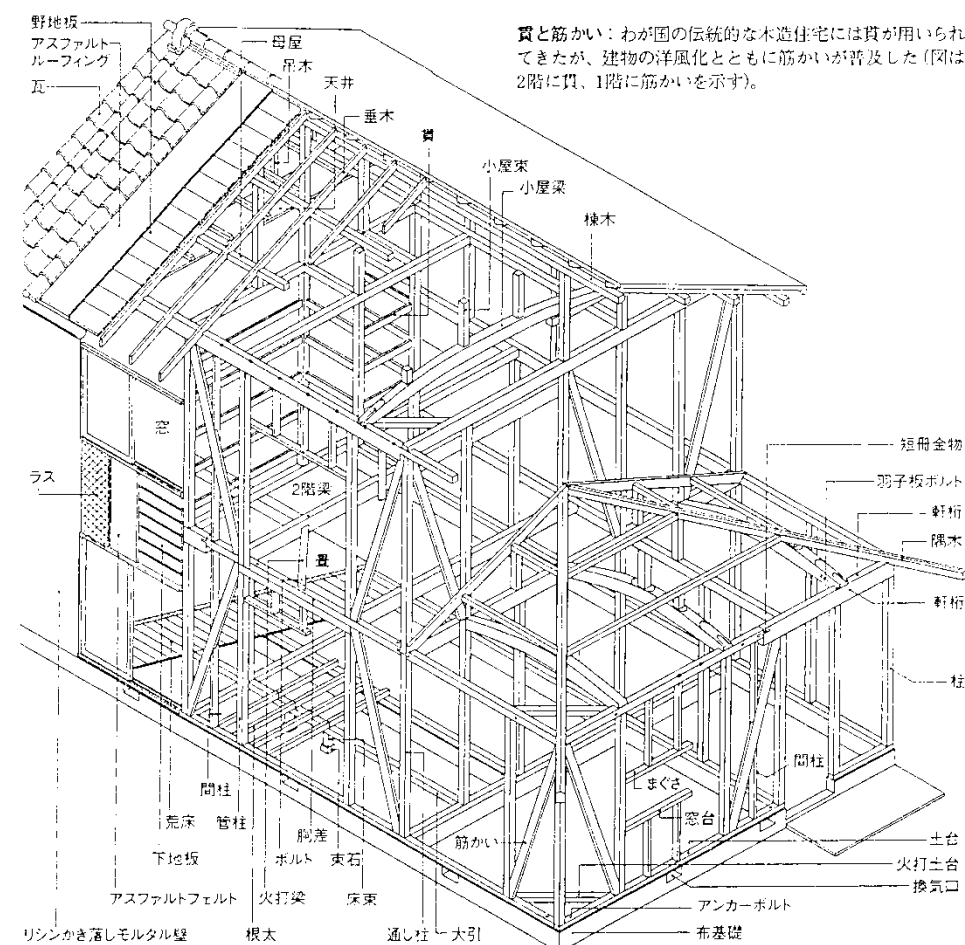 貫と筋かい：わが国の伝統的な木造住宅には貫が用いられ
てきたが、建物の洋風化とともに筋かいが普及した（図は
2階に貫、1階に筋かいを示す）。
野地板
アスファルト
ルーフィング
瓦
母屋
吊木
天井
垂木
貫
小屋束
小屋梁
棟木
窓
ラス
2階梁
畳
短冊金物
羽子板ボルト
軒桁
隅木
軒桁
柱
間柱
まぐさ
窓台
間柱
荒床
管柱
胴差
筋かい
土台
下地板
ボルト
束石
火打土台
換気口
アスファルトフェルト
火打梁
床束
アンカーボルト
リシンかき落しモルタル壁
根太
通し柱
大引
布基礎